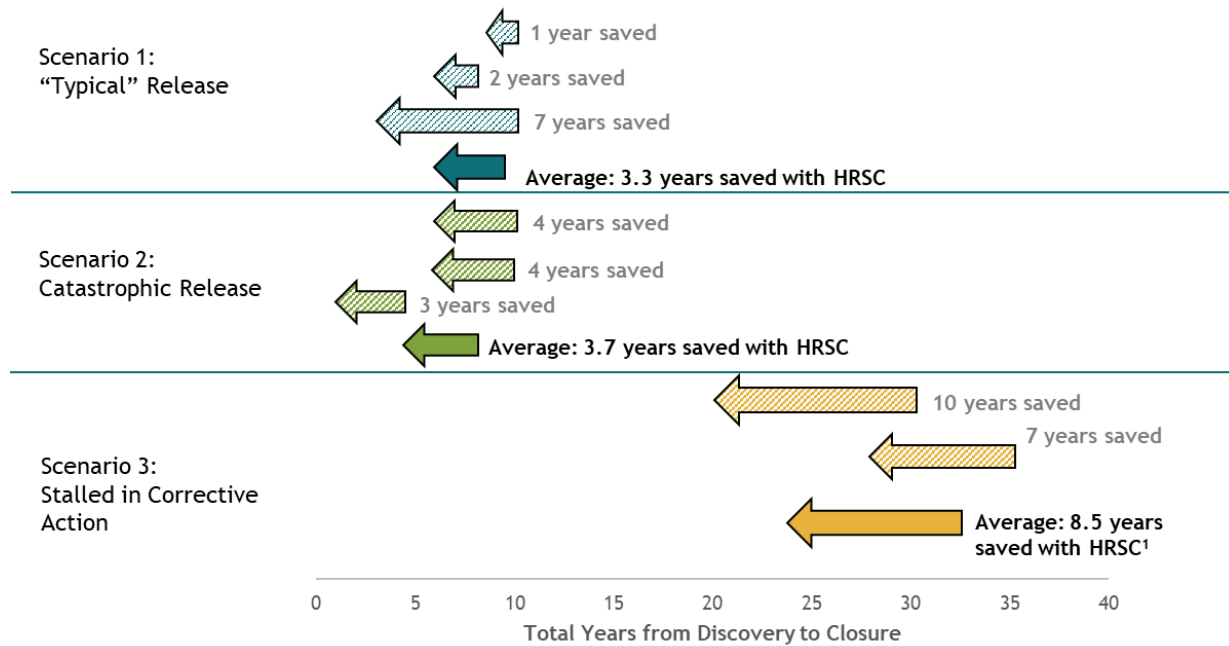 Scenario 1:
“Typical” Release
1 year saved
2 years saved
7 years saved
Average: 3.3 years saved with HRSC
Scenario 2:
Catastrophic Release
4 years saved
4 years saved
3 years saved
Average: 3.7 years saved with HRSC
Scenario 3:
Stalled in Corrective
Action
10 years saved
7 years saved
Average: 8.5 years
saved with HRSC¹
0 5 10 15 20 25 30 35 40
Total Years from Discovery to Closure